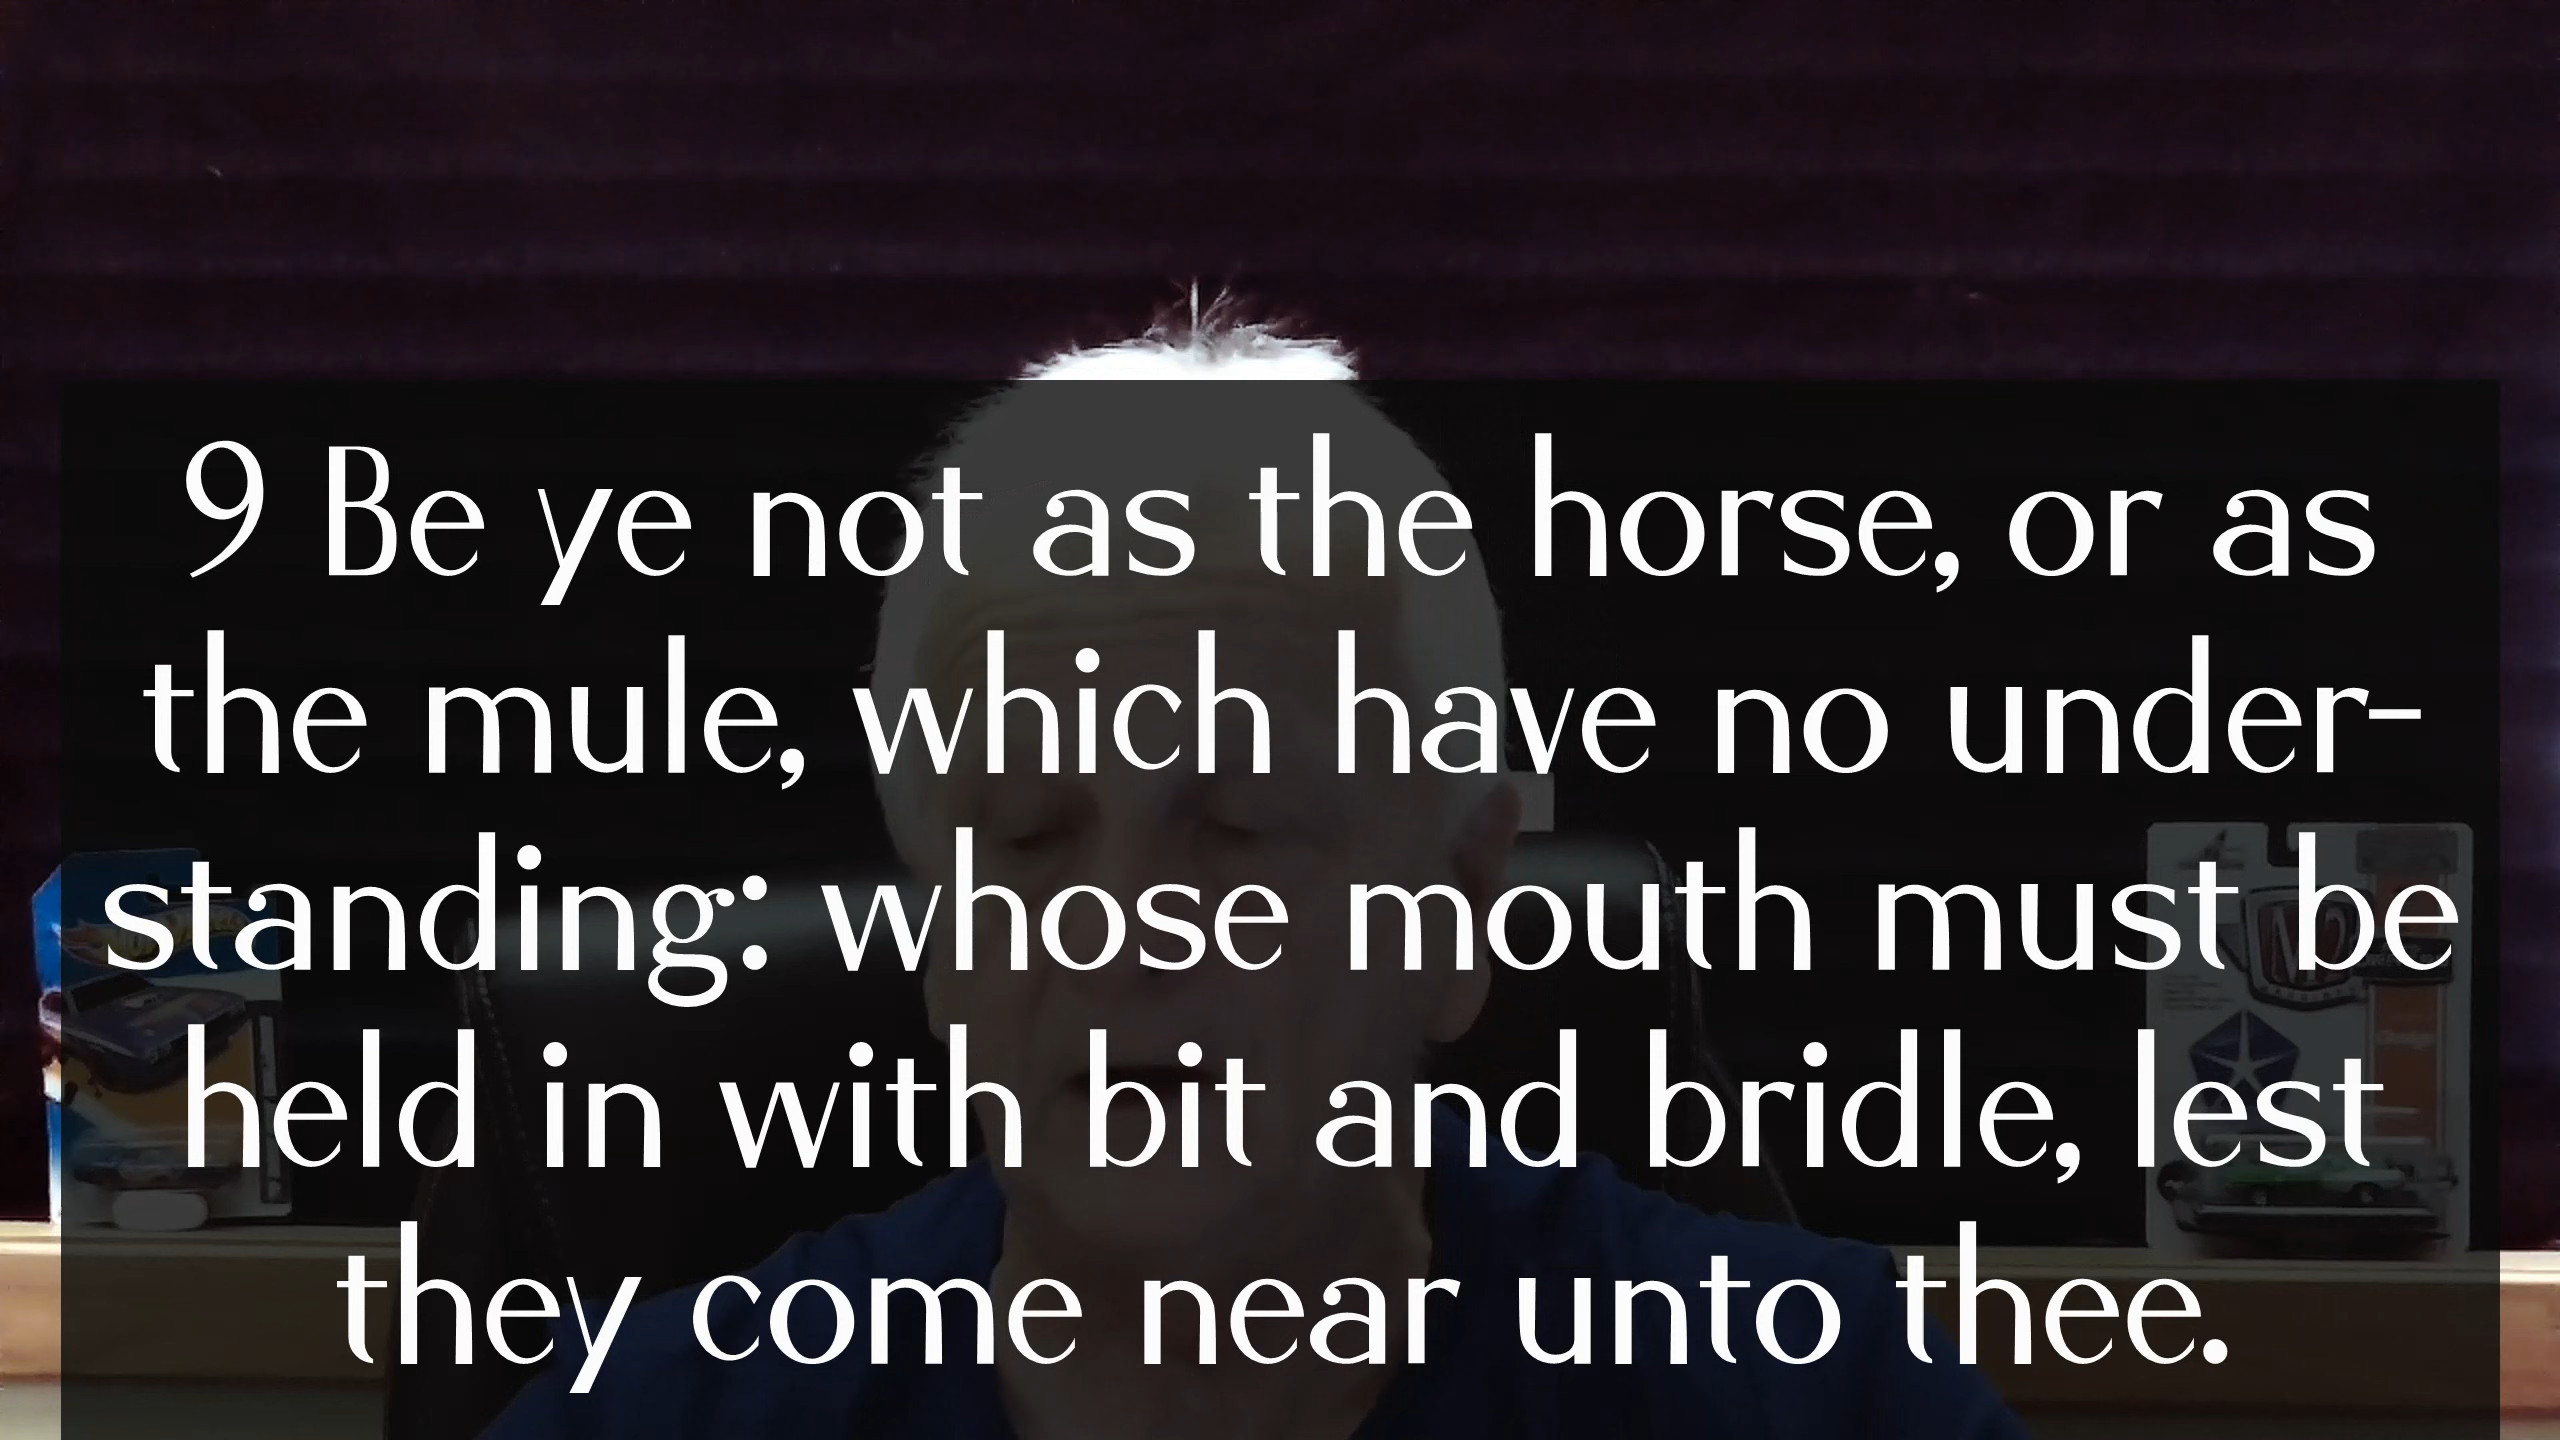 9 Be ye not as the horse, or as
the mule, which have no under-
standing: whose mouth must be
held in with bit and bridle, lest
they come near unto thee.